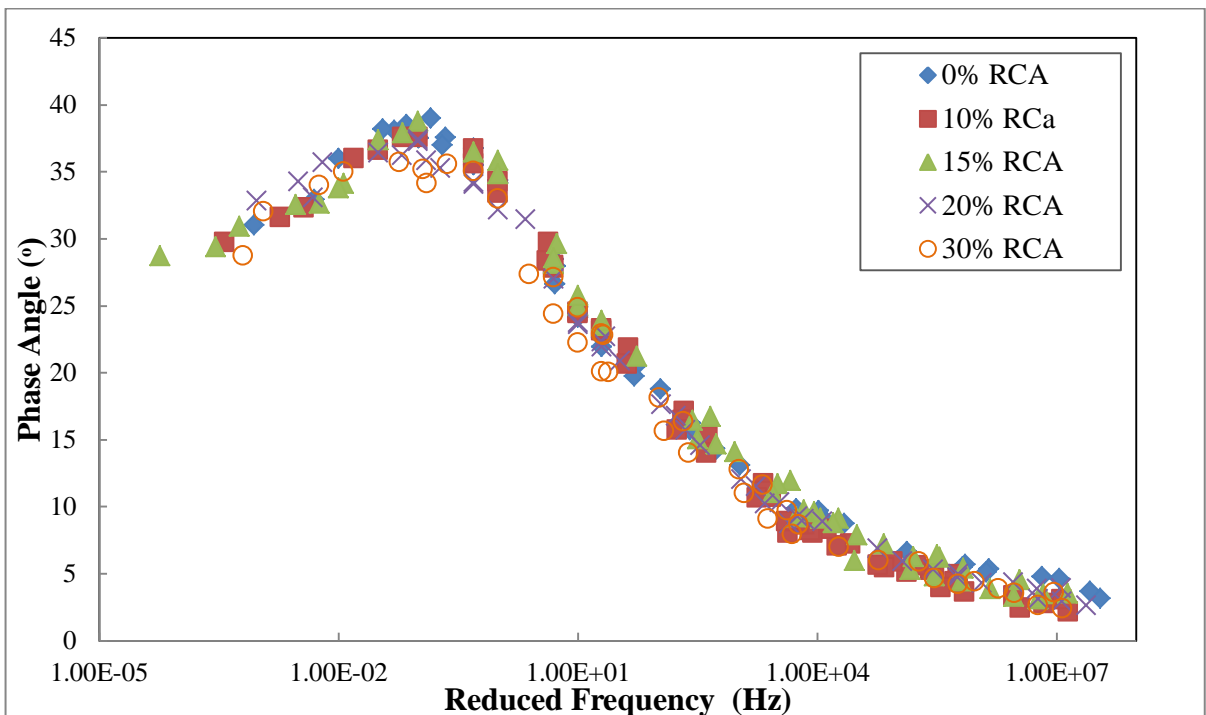 45
40
35
30
25
20
15
10
5
0
Phase Angle (º)
0% RCA
10% RCa
15% RCA
20% RCA
30% RCA
1.00E-05 1.00E-02 1.00E+01 1.00E+04 1.00E+07
Reduced Frequency (Hz)